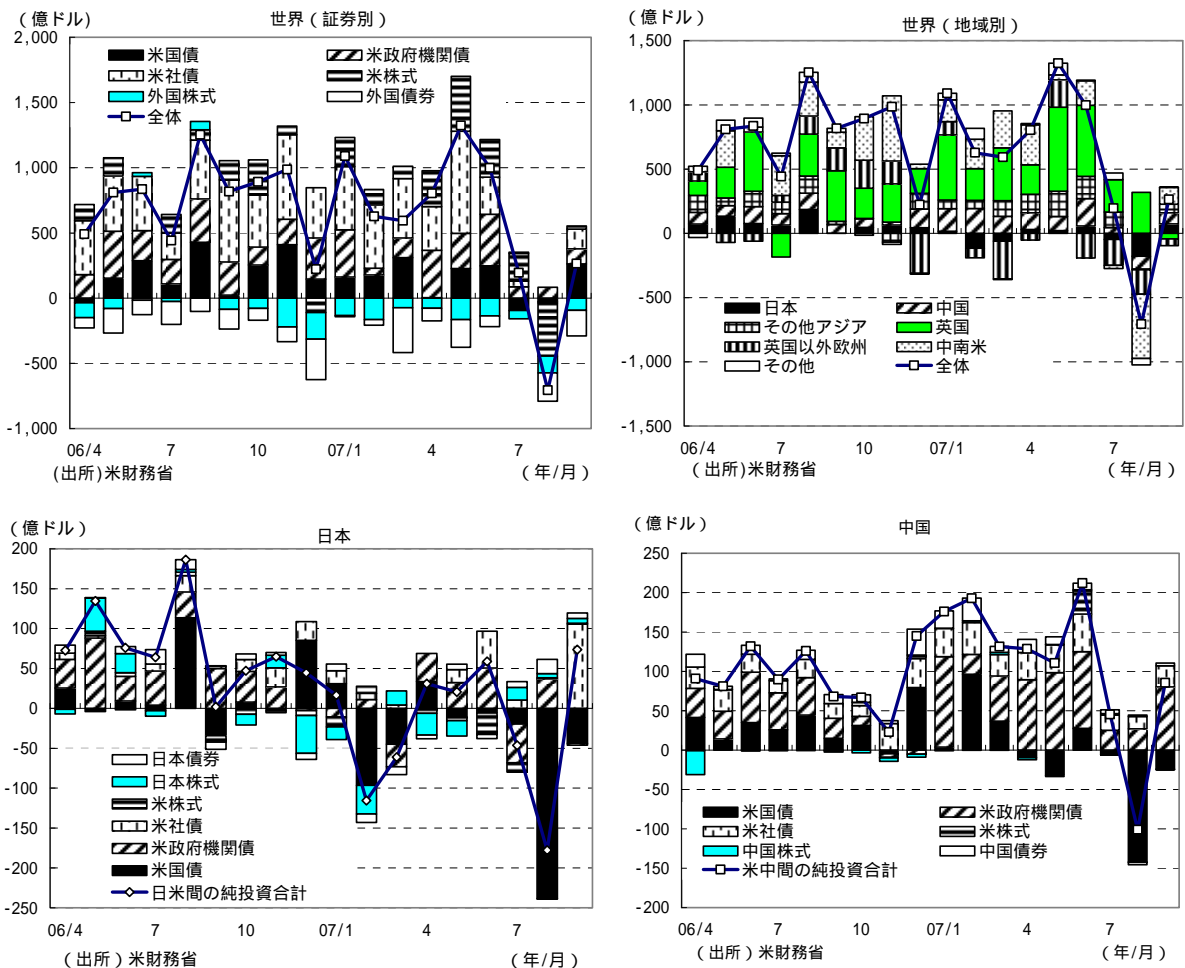 （億ドル）
世界（証券別）
2,000
1,500
1,000
500
0
-500
-1,000
米国債
米政府機関債
米社債
米株式
外国株式
外国債券
全体
06/4
7
10
07/1
4
7
(出所)米財務省
（年/月）
（億ドル）
世界（地域別）
1,500
1,000
500
0
-500
-1,000
-1,500
日本
中国
その他アジア
英国
英国以外欧州
中南米
その他
全体
06/4
7
10
07/1
4
7
(出所)米財務省
（年/月）
（億ドル）
日本
200
150
100
50
0
-50
-100
-150
-200
-250
日本債券
日本株式
米株式
米社債
米政府機関債
米国債
日米間の純投資合計
06/4
7
10
07/1
4
7
（出所）米財務省
（年/月）
（億ドル）
中国
250
200
150
100
50
0
-50
-100
-150
-200
米国債
米政府機関債
米社債
米株式
中国株式
中国債券
米中間の純投資合計
06/4
7
10
07/1
4
7
（出所）米財務省
（年/月）